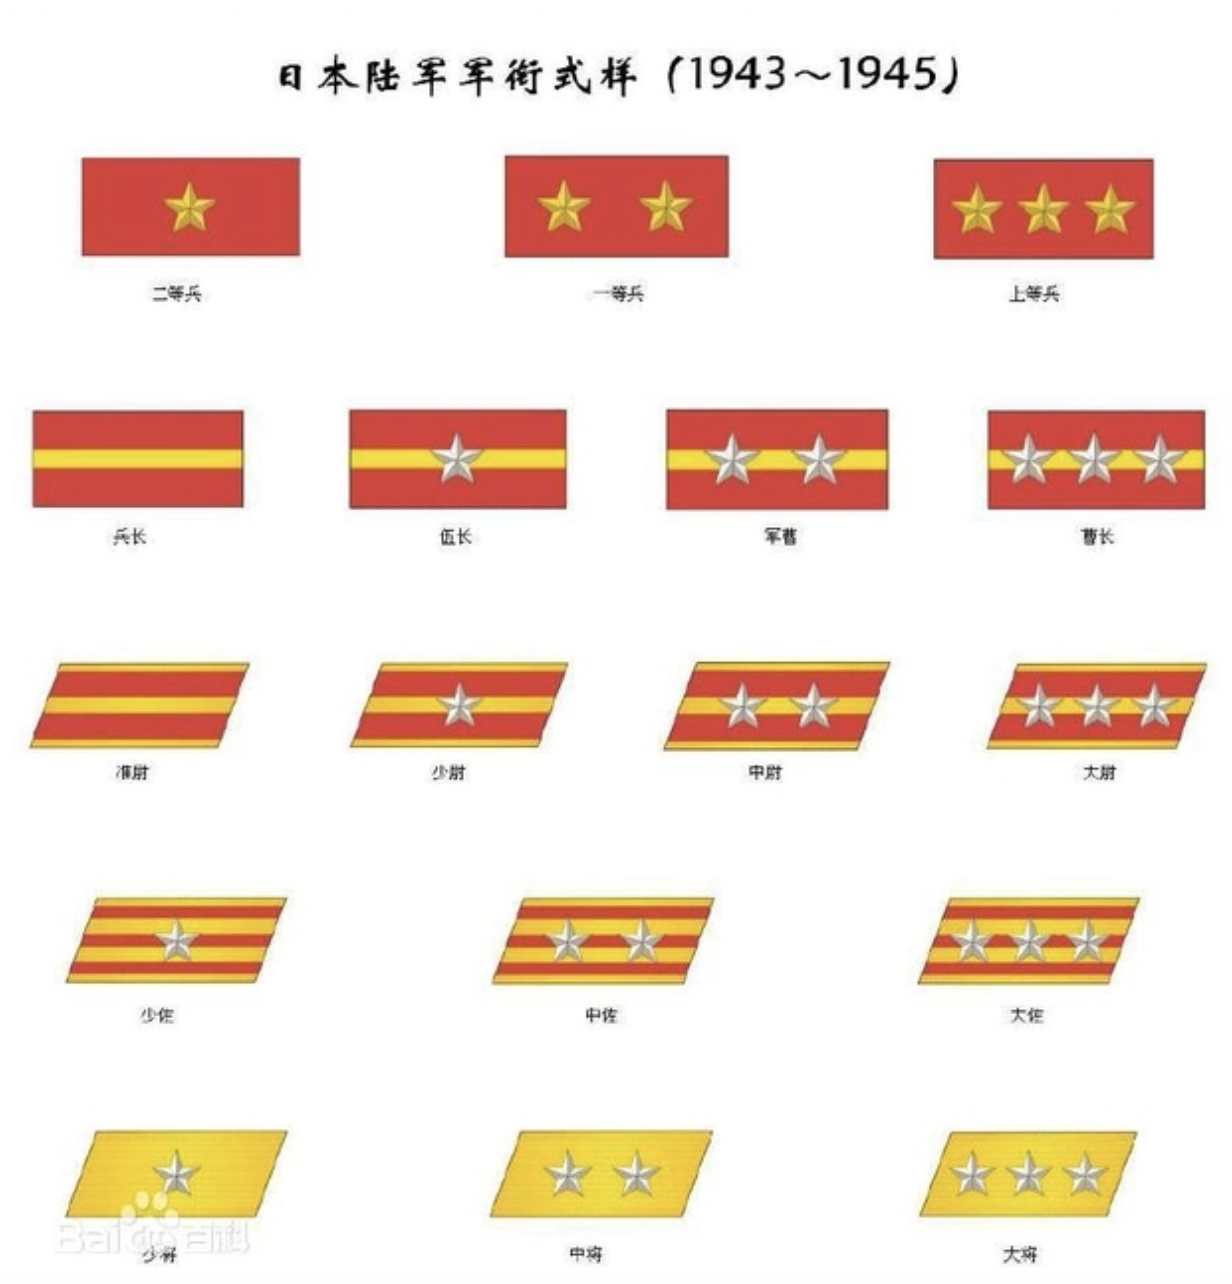 日本陆军军衔式样（1943～1945）
二等兵 一等兵 上等兵
兵长 伍长 军曹 曹长
准尉 少尉 中尉 大尉
少佐 中佐 大佐
少将 中将 大将
Bai百科